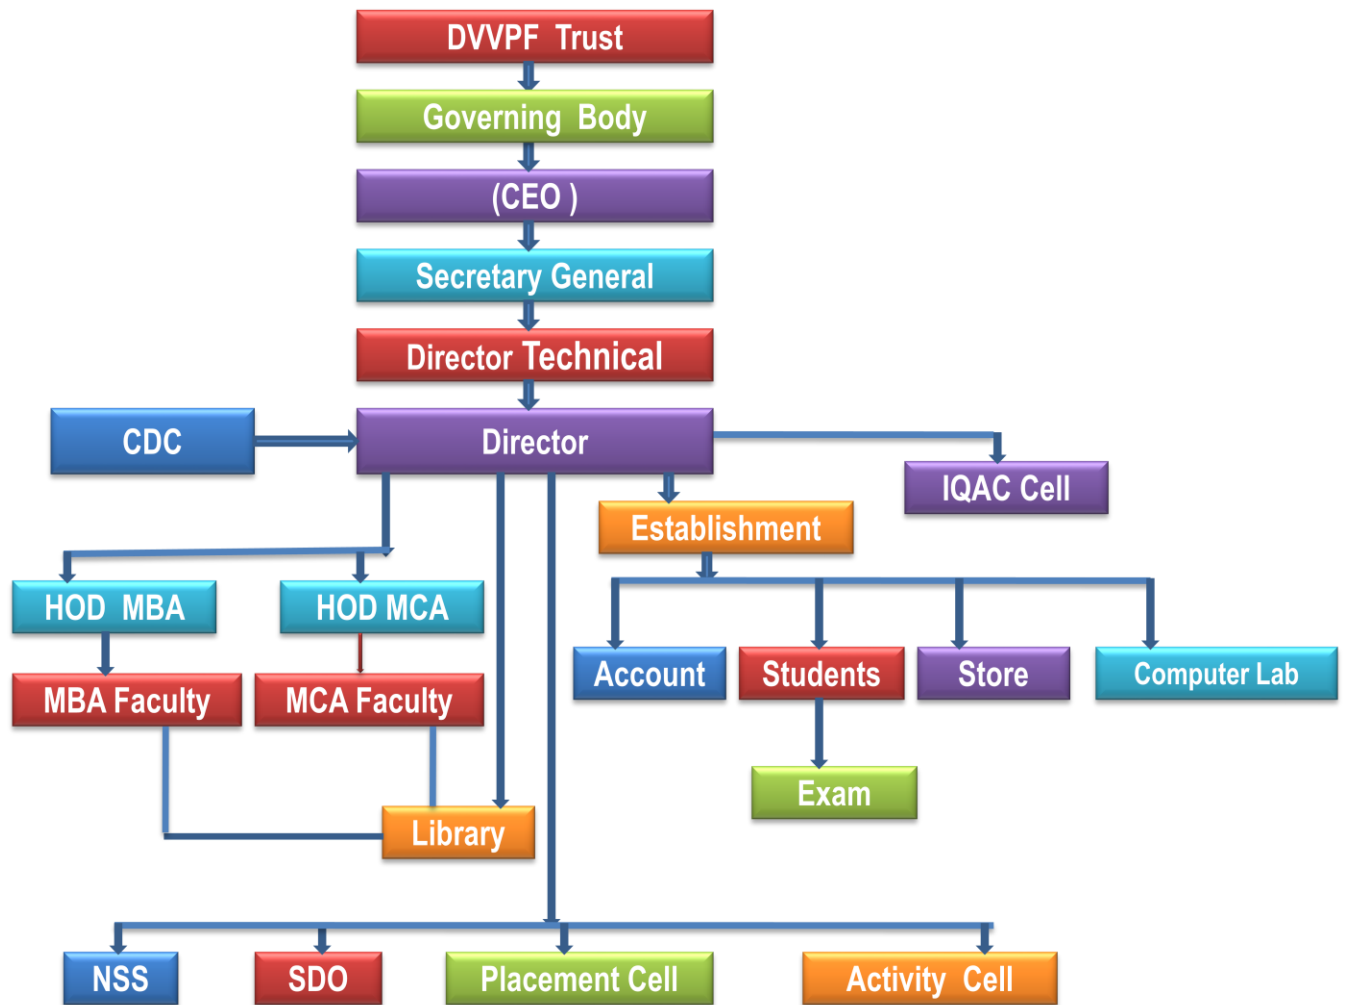 DVVPF Trust
Governing Body
(CEO )
Secretary General
Director Technical
CDC
Director
IQAC Cell
Establishment
HOD MBA
HOD MCA
Account
Students
Store
Computer Lab
MBA Faculty
MCA Faculty
Exam
Library
NSS
SDO
Placement Cell
Activity Cell